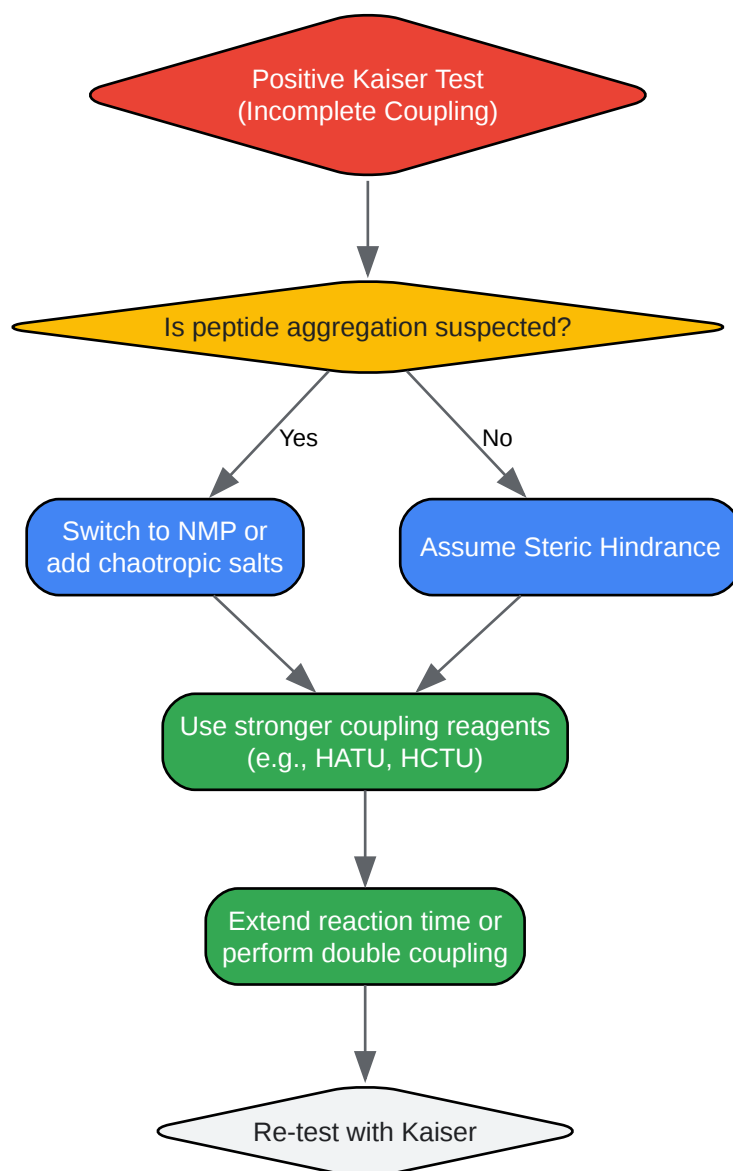 Positive Kaiser Test
(Incomplete Coupling)
Is peptide aggregation suspected?
Yes
No
Switch to NMP or
add chaotropic salts
Assume Steric Hindrance
Use stronger coupling reagents
(e.g., HATU, HCTU)
Extend reaction time or
perform double coupling
Re-test with Kaiser